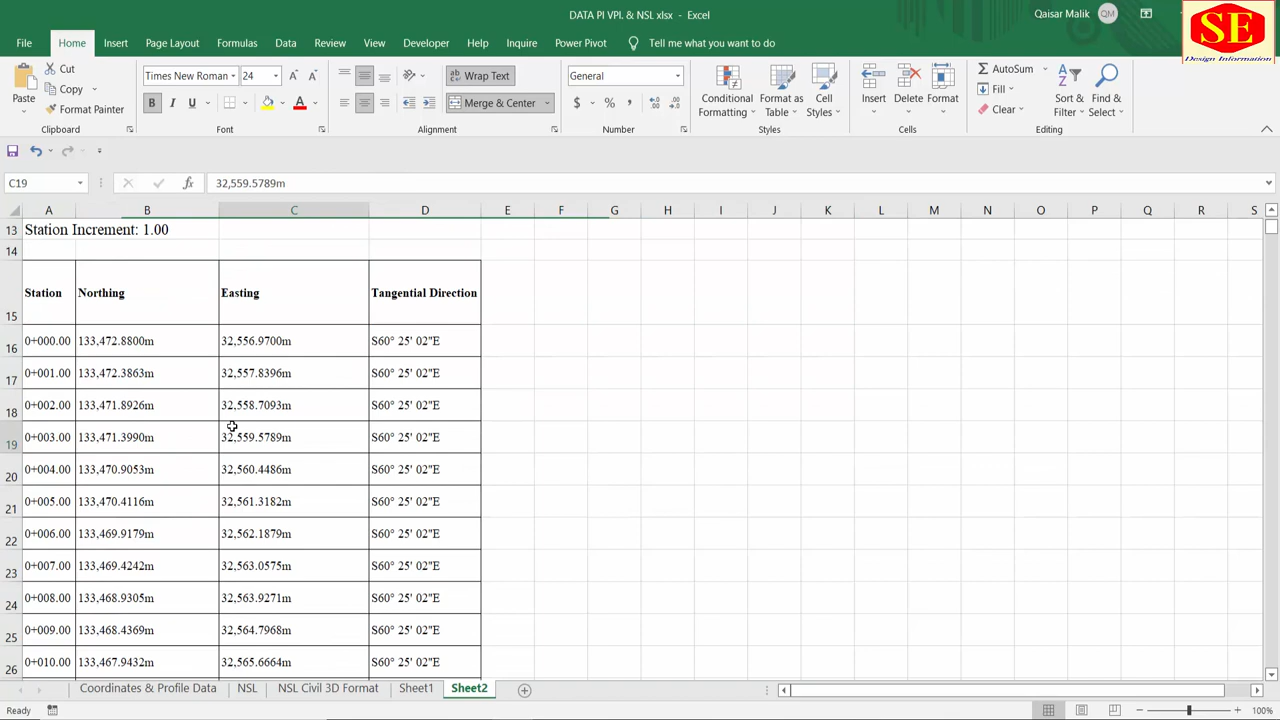 DATA PI VPI. & NSL xlsx - Excel
Qaisar Malik QM
SE
Design Information
File Home Insert Page Layout Formulas Data Review View Developer Help Inquire Power Pivot Tell me what you want to do
Paste Cut Copy Format Painter
Times New Roman 24
B I U A
Wrap Text
Merge & Center
General
$ % ,
Conditional Formatting
Format as Table
Cell Styles
Insert Delete Format
AutoSum
Fill
Clear
Sort & Filter
Find & Select
Clipboard Font Alignment Number Styles Cells Editing
C19 fx 32,559.5789m
A B C D E F G H I J K L M N O P Q R S
13 Station Increment: 1.00
14
15 Station Northing Easting Tangential Direction
16 0+000.00 133,472.8800m 32,556.9700m S60° 25' 02"E
17 0+001.00 133,472.3863m 32,557.8396m S60° 25' 02"E
18 0+002.00 133,471.8926m 32,558.7093m S60° 25' 02"E
19 0+003.00 133,471.3990m 32,559.5789m S60° 25' 02"E
20 0+004.00 133,470.9053m 32,560.4486m S60° 25' 02"E
21 0+005.00 133,470.4116m 32,561.3182m S60° 25' 02"E
22 0+006.00 133,469.9179m 32,562.1879m S60° 25' 02"E
23 0+007.00 133,469.4242m 32,563.0575m S60° 25' 02"E
24 0+008.00 133,468.9305m 32,563.9271m S60° 25' 02"E
25 0+009.00 133,468.4369m 32,564.7968m S60° 25' 02"E
26 0+010.00 133,467.9432m 32,565.6664m S60° 25' 02"E
Coordinates & Profile Data NSL NSL Civil 3D Format Sheet1 Sheet2
Ready 100%